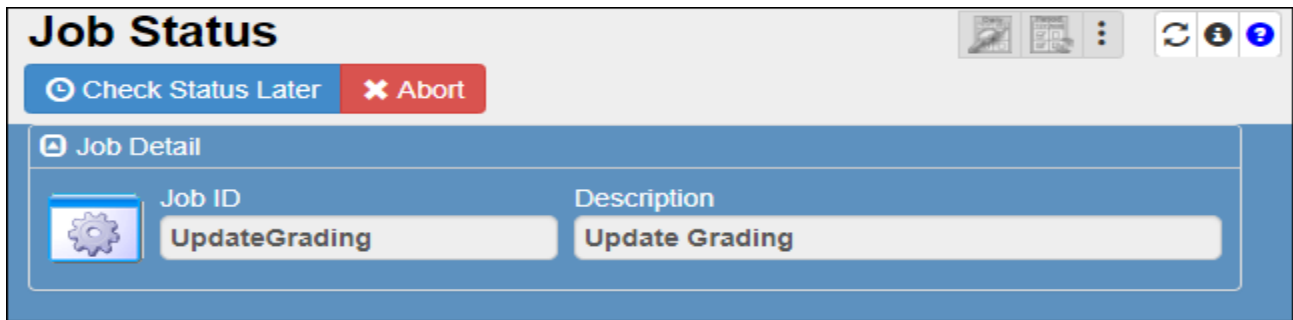 Job Status
Check Status Later
Abort
Job Detail
Job ID
Description
UpdateGrading
Update Grading